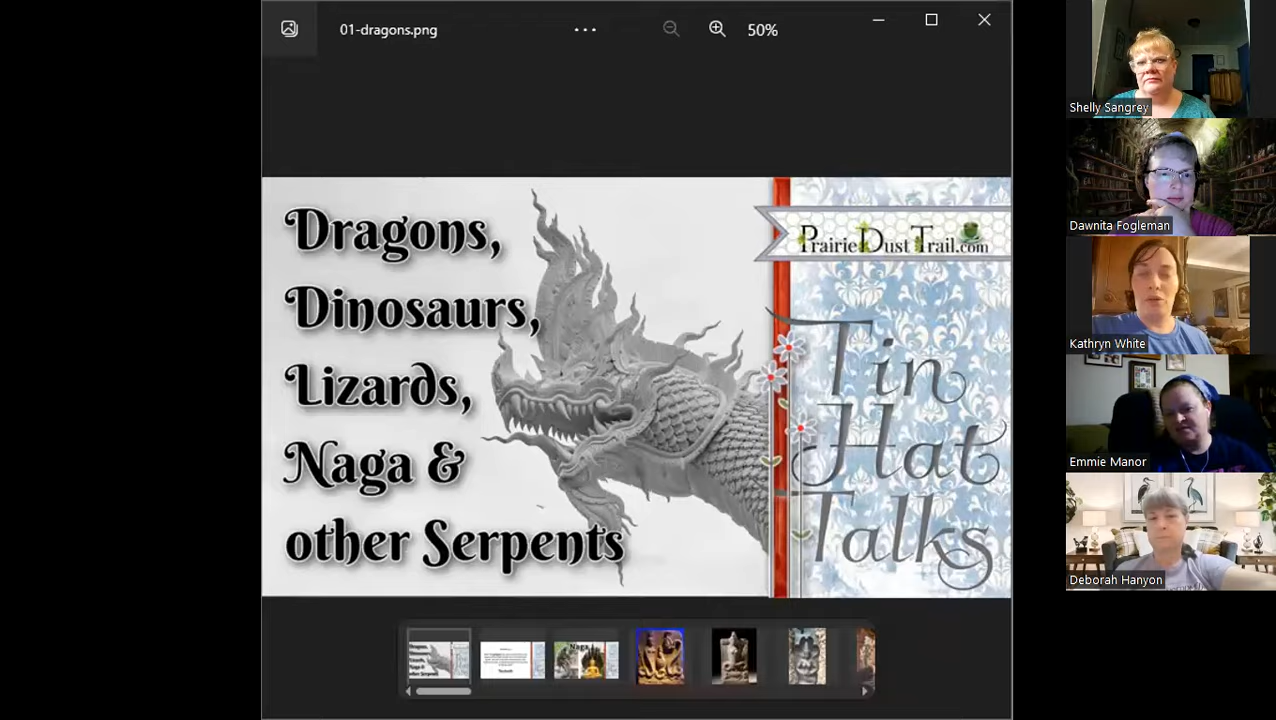 01-dragons.png
50%
Dragons,
Dinosaurs,
Lizards,
Naga &
other Serpents
PrairieDustTrail.com
Tin
Hat
Talks
Shelly Sangrey
Dawnita Fogleman
Kathryn White
Emmie Manor
Deborah Hanyon